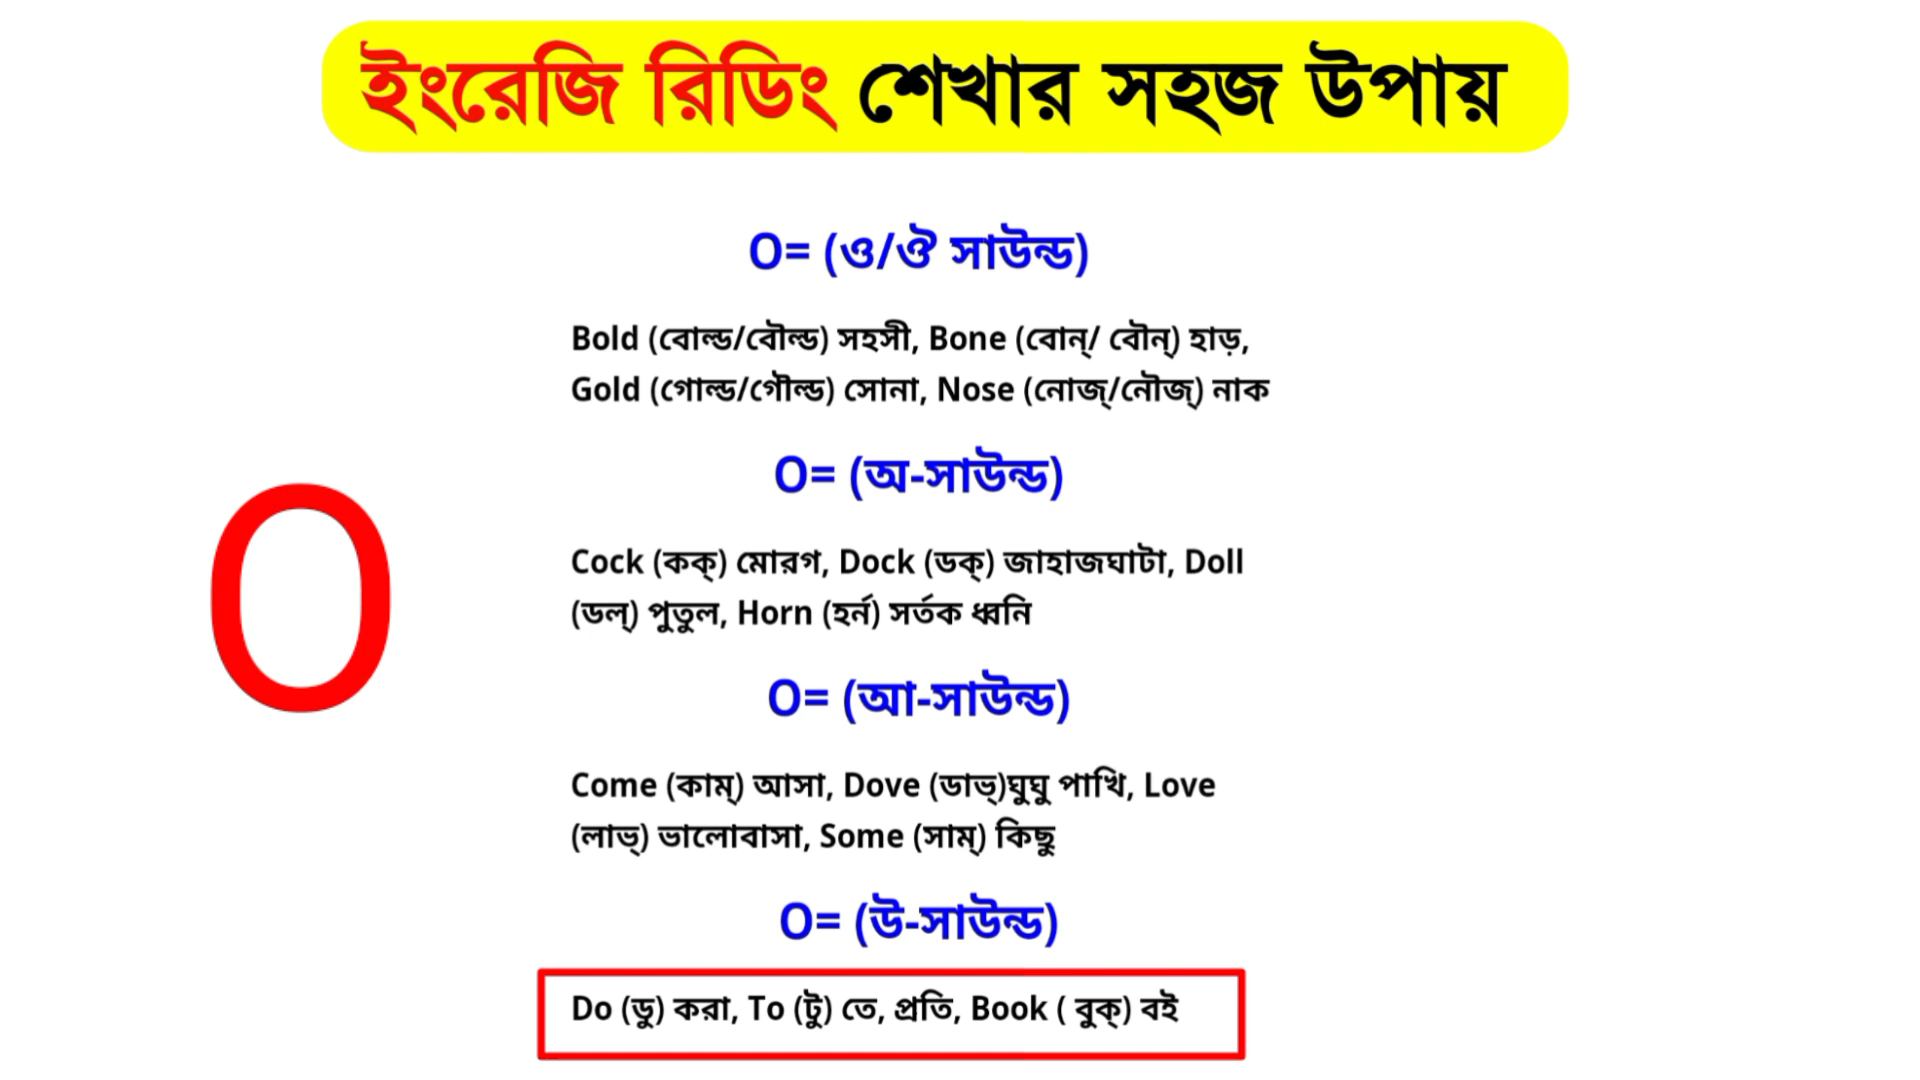 ইংরেজি রিডিং শেখার সহজ উপায়
O= (ও/ঔ সাউন্ড)
Bold (বোল্ড/বৌল্ড) সহসী, Bone (বোন্/ বৌন্) হাড়,
Gold (গোল্ড/গৌল্ড) সোনা, Nose (নোজ্/নৌজ্) নাক
O= (অ-সাউন্ড)
O
Cock (কক্) মোরগ, Dock (ডক্) জাহাজঘাটা, Doll
(ডল্) পুতুল, Horn (হর্ন) সর্তক ধ্বনি
O= (আ-সাউন্ড)
Come (কাম্) আসা, Dove (ডাভ্)ঘুঘু পাখি, Love
(লাভ্) ভালোবাসা, Some (সাম্) কিছু
O= (উ-সাউন্ড)
Do (ডু) করা, To (টু) তে, প্রতি, Book ( বুক্) বই